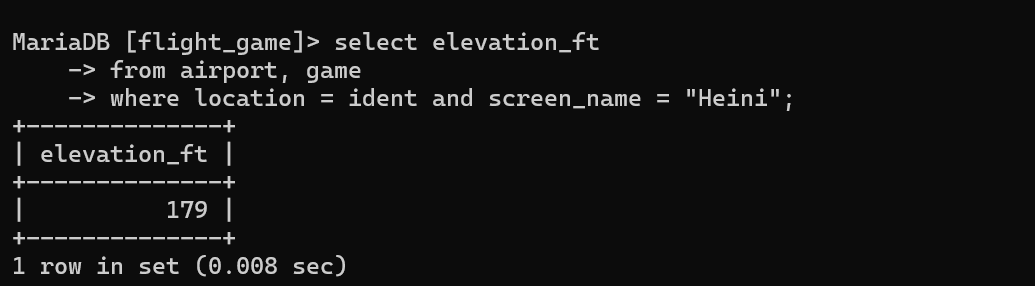 MariaDB [flight_game]> select elevation_ft
    -> from airport, game
    -> where location = ident and screen_name = "Heini";
+--------------+
| elevation_ft |
+--------------+
|          179 |
+--------------+
1 row in set (0.008 sec)